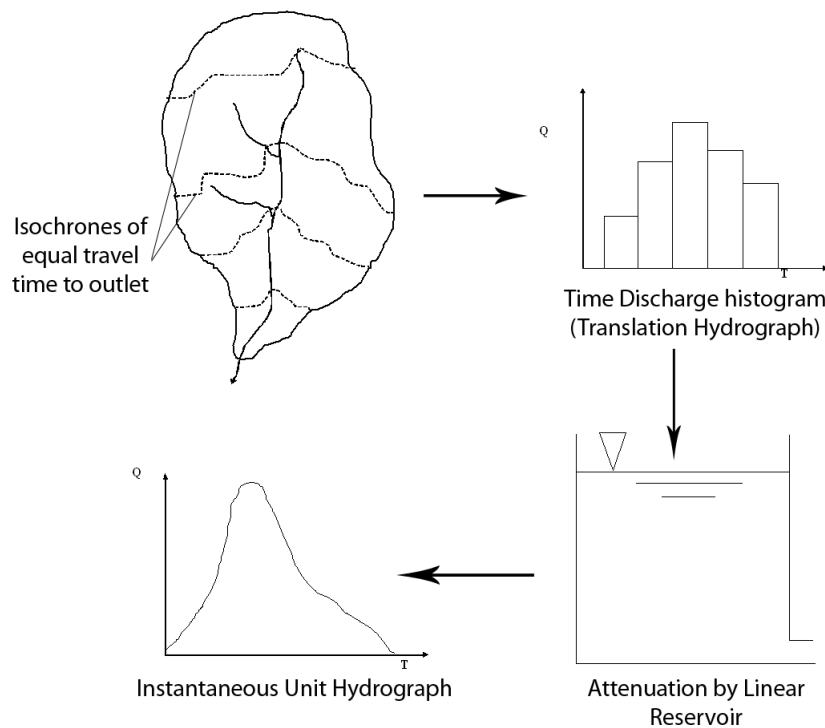 Isochrones of
equal travel
time to outlet
Q
T
Time Discharge histogram
(Translation Hydrograph)
Q
T
Instantaneous Unit Hydrograph
Attenuation by Linear
Reservoir